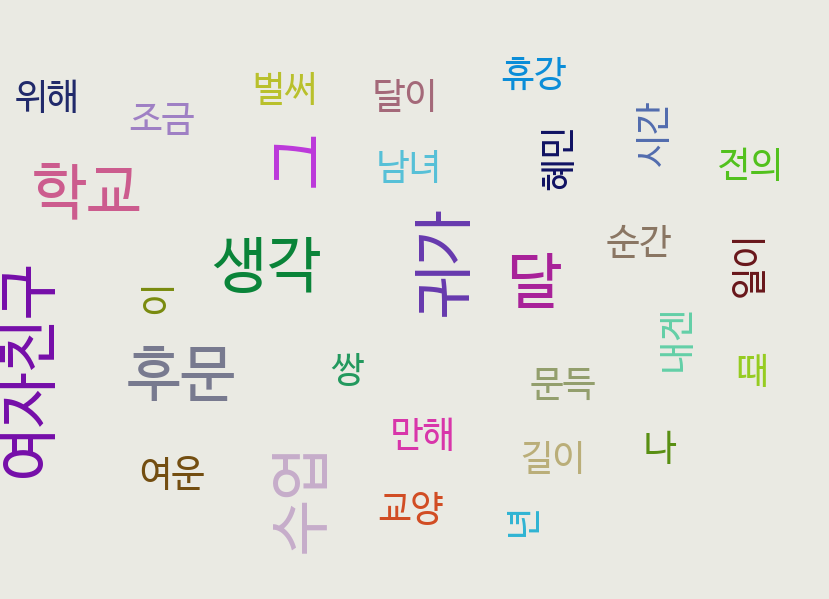 휴강
위해
벌써
달이
조금
시간
그
남녀
혜민
전의
학교
생각
귀가
달
순간
일이
여자친구
이
후문
쌍
문득
내겐
때
만해
길이
나
여운
수업
교양
년